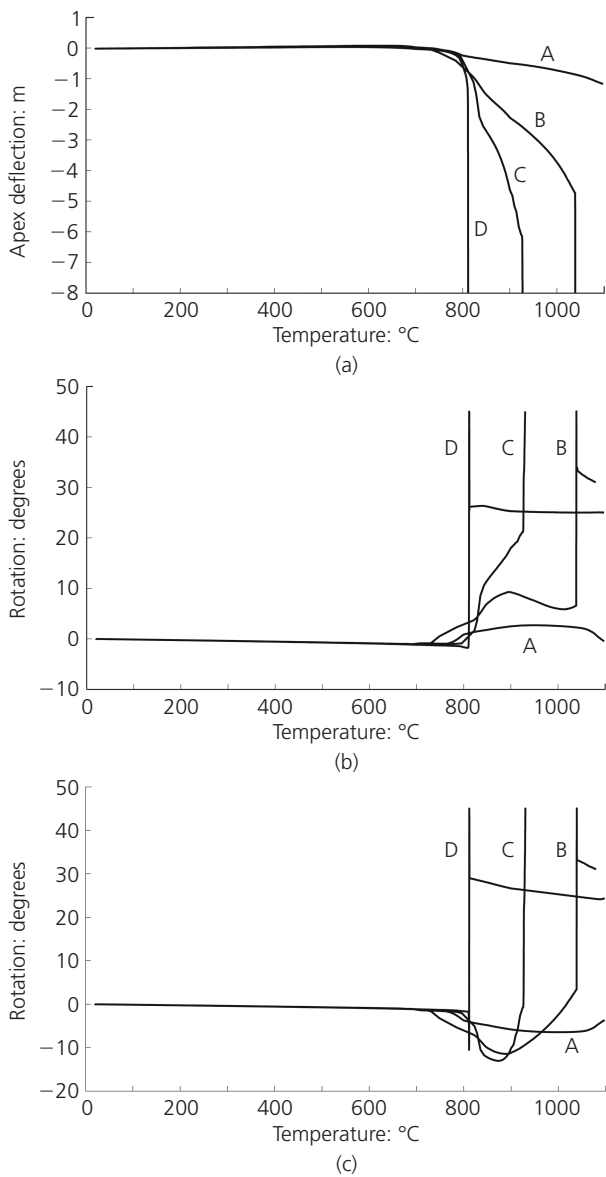 1
0
−1
−2
−3
−4
−5
−6
−7
−8
Apex deflection: m
A
B
C
D
0 200 400 600 800 1000
Temperature: °C
(a)
50
40
30
20
10
0
−10
Rotation: degrees
D C B
A
0 200 400 600 800 1000
Temperature: °C
(b)
50
40
30
20
10
0
−10
−20
Rotation: degrees
D C B
A
0 200 400 600 800 1000
Temperature: °C
(c)